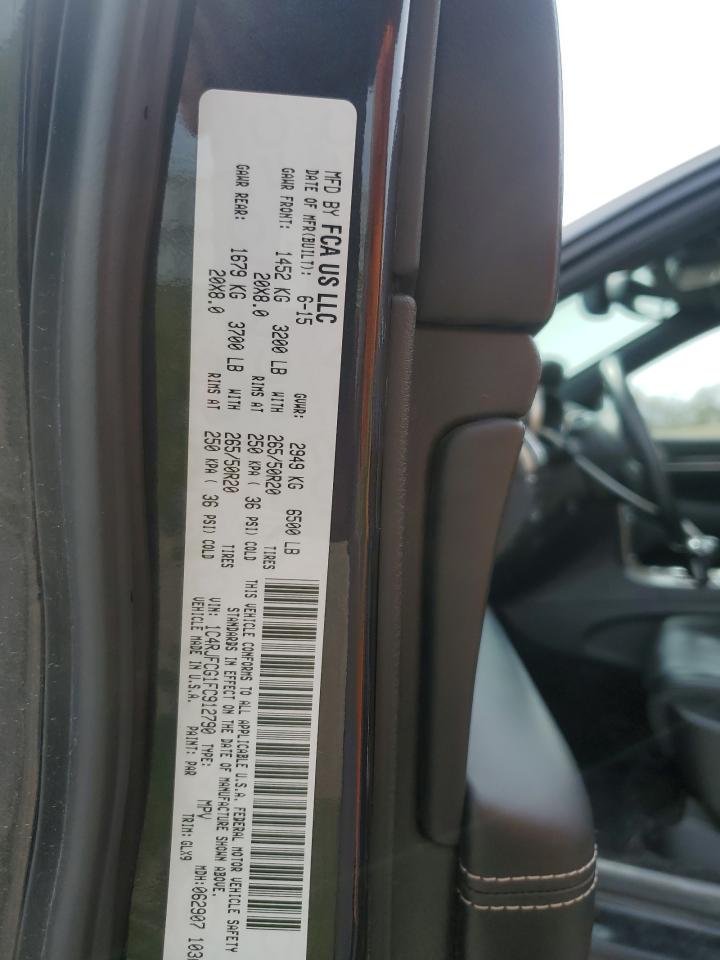 MFD BY FCA US LLC
DATE OF MFR(BUILT): 6-15 GVWR: 2949 KG 6500 LB
GAWR FRONT: 1452 KG 3200 LB WITH 265/50R20 TIRES
20X8.0 RIMS AT 250 KPA ( 36 PSI) COLD
GAWR REAR: 1679 KG 3700 LB WITH 265/50R20 TIRES
20X8.0 RIMS AT 250 KPA ( 36 PSI) COLD
THIS VEHICLE CONFORMS TO ALL APPLICABLE U.S.A. FEDERAL MOTOR VEHICLE SAFETY
STANDARDS IN EFFECT ON THE DATE OF MANUFACTURE SHOWN ABOVE.
VIN: 1C4RJFCG1FC912790 TYPE: MPV MDH:062907
VEHICLE MADE IN U.S.A. PAINT: PAR TRIM: GLX9